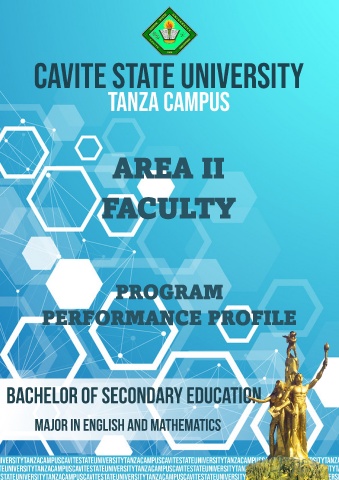 CAVITE STATE UNIVERSITY
TANZA CAMPUS
AREA II
FACULTY
PROGRAM
PERFORMANCE PROFILE
BACHELOR OF SECONDARY EDUCATION
MAJOR IN ENGLISH AND MATHEMATICS